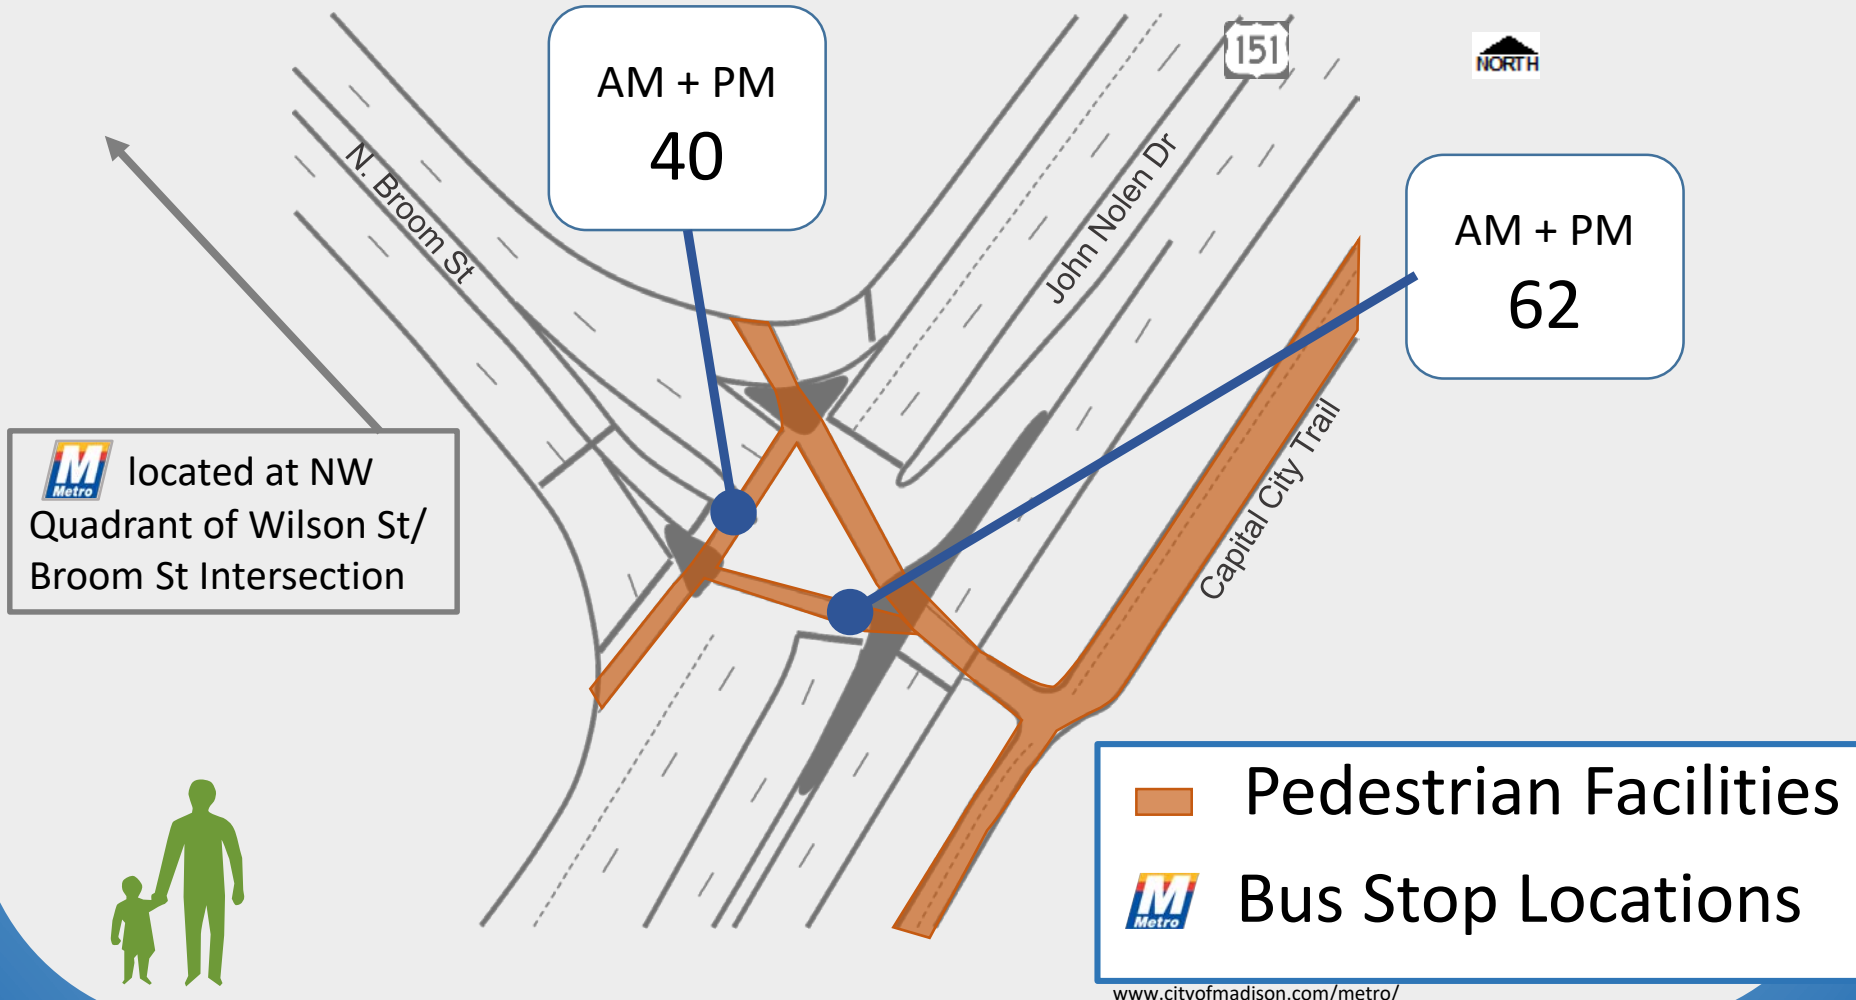 151
NORTH
AM + PM
40
N. Broom St
John Nolen Dr
AM + PM
62
Capital City Trail
M
Metro
located at NW
Quadrant of Wilson St/
Broom St Intersection
Pedestrian Facilities
M
Metro
Bus Stop Locations
www.cityofmadison.com/metro/